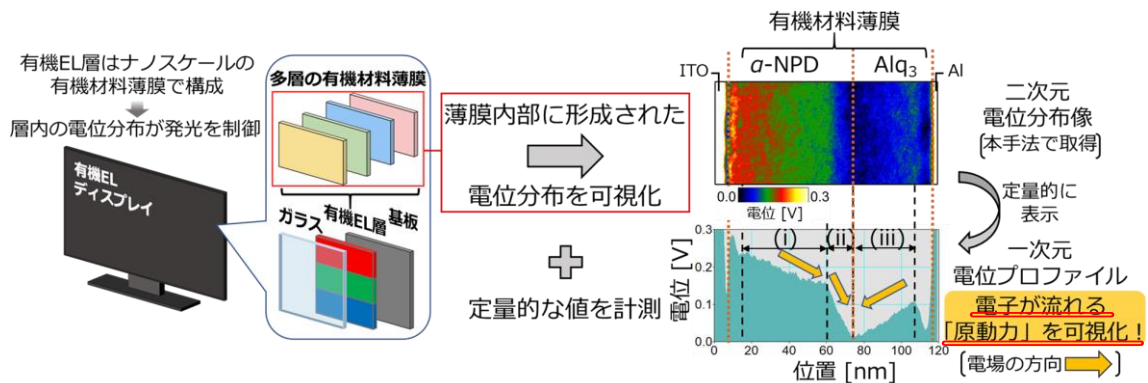 有機EL層はナノスケールの
有機材料薄膜で構成
層内の電位分布が発光を制御
有機EL
ディスプレイ
多層の有機材料薄膜
ガラス
有機EL層
基板
薄膜内部に形成された
電位分布を可視化
定量的な値を計測
有機材料薄膜
ITO
α-NPD
Alq3
Al
0.0
0.3
電位 [V]
二次元
電位分布像
(本手法で取得)
定量的に
表示
一次元
電位プロファイル
電子が流れる
「原動力」を可視化!
(電場の方向 )
(i)
(ii)
(iii)
電位 [V]
0.3
0.2
0.1
0.0
0 20 40 60 80 100 120
位置 [nm]